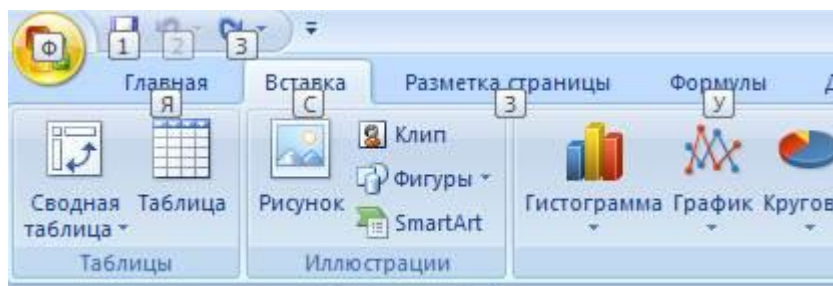 Ф 1 2 3
Главная Вставка Разметка страницы Формулы Д
Я С З У
Сводная таблица Таблица Рисунок Клип Фигуры SmartArt Гистограмма График Кругов
Таблицы Иллюстрации